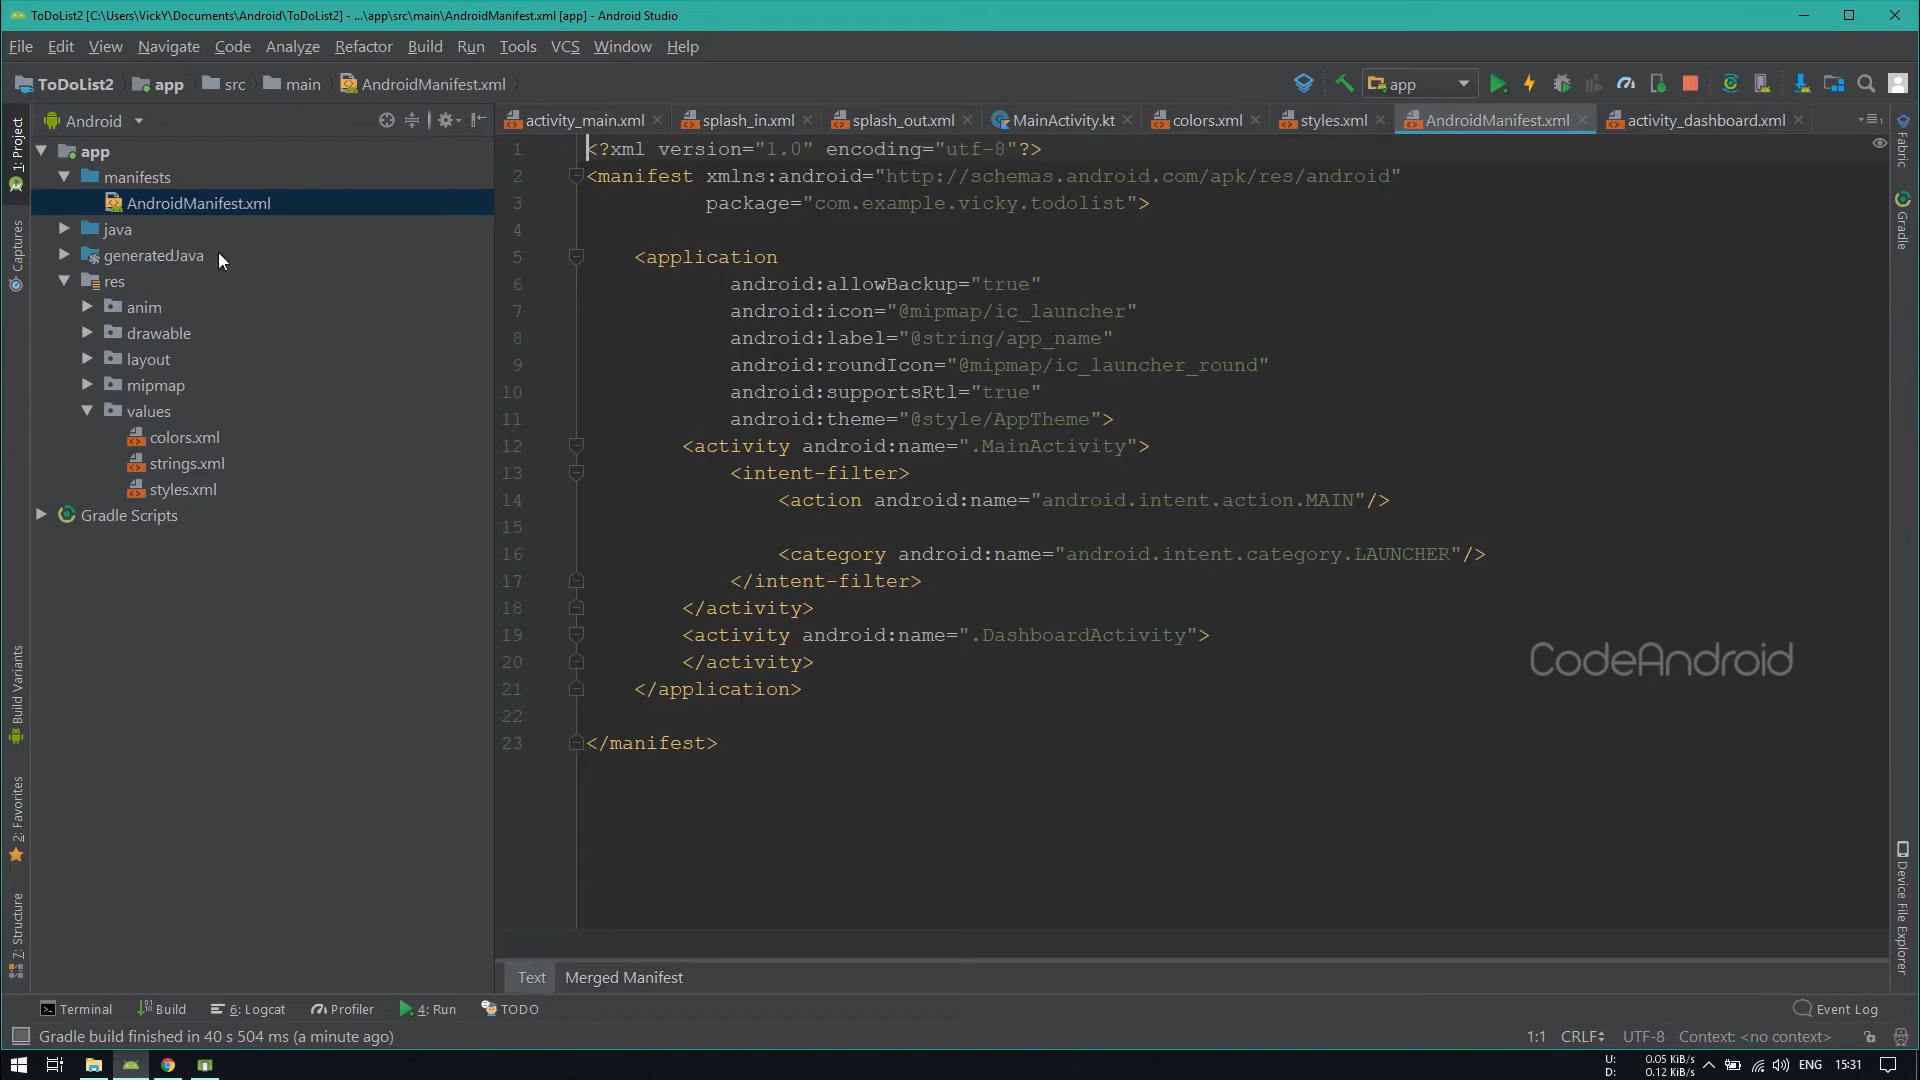 ToDoList2 [C:\Users\VickY\Documents\Android\ToDoList2] - ...\app\src\main\AndroidManifest.xml [app] - Android Studio
File Edit View Navigate Code Analyze Refactor Build Run Tools VCS Window Help
ToDoList2 app src main AndroidManifest.xml app
Android
activity_main.xml splash_in.xml splash_out.xml MainActivity.kt colors.xml styles.xml AndroidManifest.xml activity_dashboard.xml
1: Project
Captures
Build Variants
2: Favorites
Z: Structure
app
manifests
AndroidManifest.xml
java
generatedJava
res
anim
drawable
layout
mipmap
values
colors.xml
strings.xml
styles.xml
Gradle Scripts
1 <?xml version="1.0" encoding="utf-8"?>
2 <manifest xmlns:android="http://schemas.android.com/apk/res/android"
3 package="com.example.vicky.todolist">
4
5 <application
6 android:allowBackup="true"
7 android:icon="@mipmap/ic_launcher"
8 android:label="@string/app_name"
9 android:roundIcon="@mipmap/ic_launcher_round"
10 android:supportsRtl="true"
11 android:theme="@style/AppTheme">
12 <activity android:name=".MainActivity">
13 <intent-filter>
14 <action android:name="android.intent.action.MAIN"/>
15
16 <category android:name="android.intent.category.LAUNCHER"/>
17 </intent-filter>
18 </activity>
19 <activity android:name=".DashboardActivity">
20 </activity>
21 </application>
22
23 </manifest>
CodeAndroid
Fabric
Gradle
Device File Explorer
Text Merged Manifest
Terminal Build 6: Logcat Profiler 4: Run TODO Event Log
Gradle build finished in 40 s 504 ms (a minute ago) 1:1 CRLF UTF-8 Context: <no context>
U: 0.05 KiB/s
D: 0.12 KiB/s
ENG 15:31